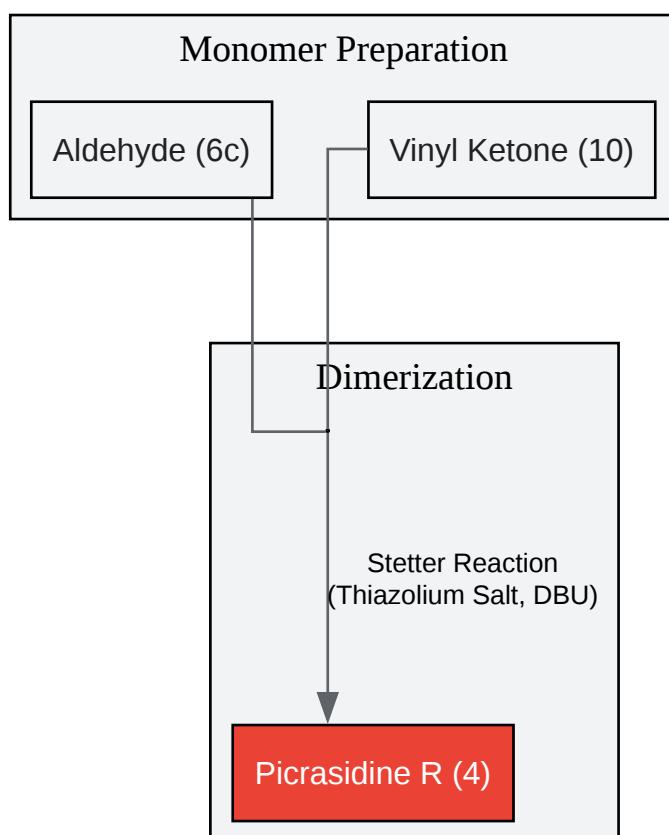 Monomer Preparation
Aldehyde (6c)
Vinyl Ketone (10)
Dimerization
Stetter Reaction
(Thiazolium Salt, DBU)
Picrasidine R (4)